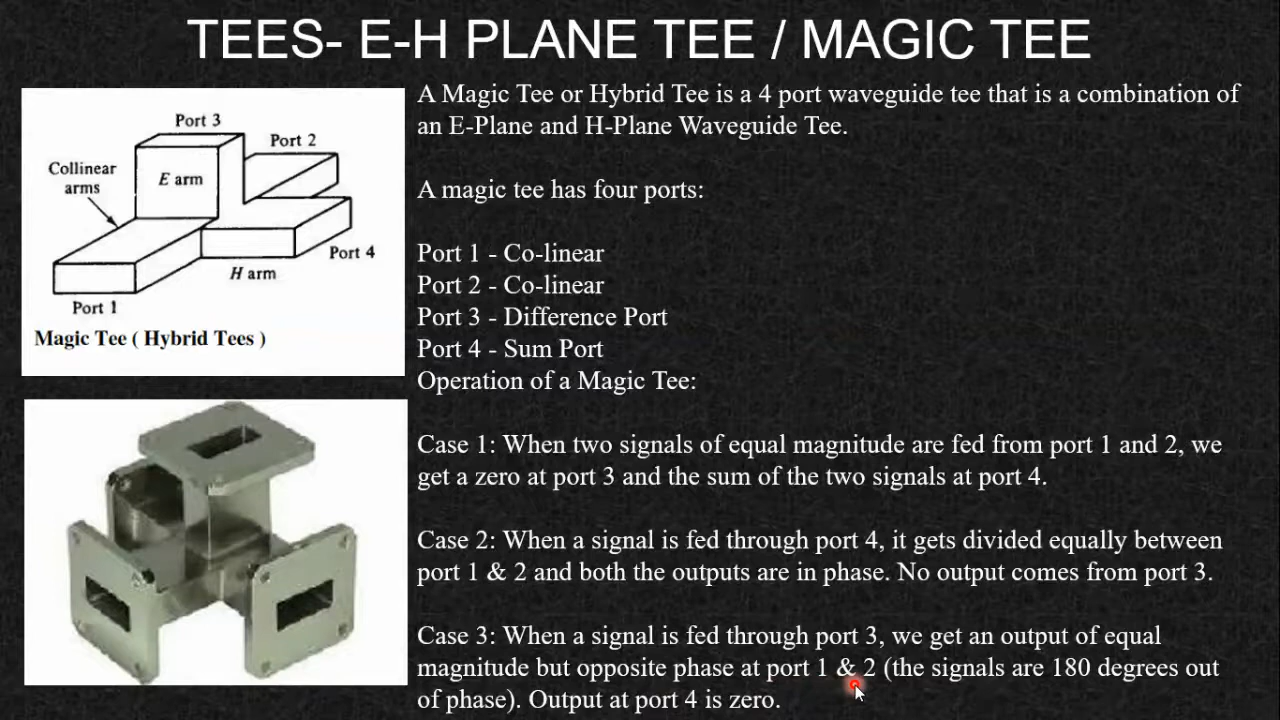 TEES- E-H PLANE TEE / MAGIC TEE
Port 3
Port 2
Collinear
arms
E arm
Port 4
H arm
Port 1
Magic Tee ( Hybrid Tees )
A Magic Tee or Hybrid Tee is a 4 port waveguide tee that is a combination of
an E-Plane and H-Plane Waveguide Tee.
A magic tee has four ports:
Port 1 - Co-linear
Port 2 - Co-linear
Port 3 - Difference Port
Port 4 - Sum Port
Operation of a Magic Tee:
Case 1: When two signals of equal magnitude are fed from port 1 and 2, we
get a zero at port 3 and the sum of the two signals at port 4.
Case 2: When a signal is fed through port 4, it gets divided equally between
port 1 & 2 and both the outputs are in phase. No output comes from port 3.
Case 3: When a signal is fed through port 3, we get an output of equal
magnitude but opposite phase at port 1 & 2 (the signals are 180 degrees out
of phase). Output at port 4 is zero.